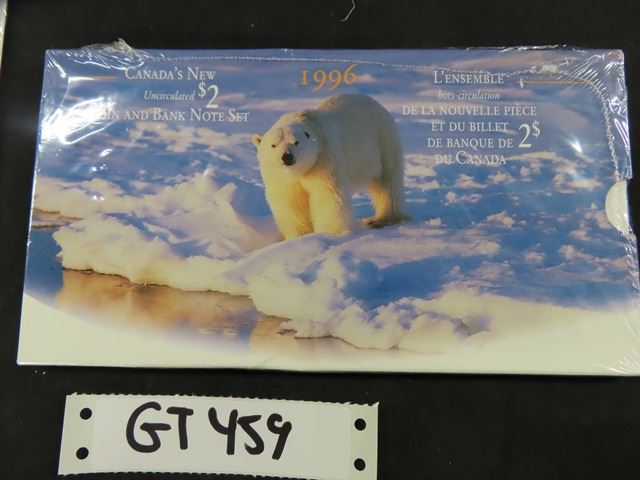 CANADA'S NEW
Uncirculated $2
COIN AND BANK NOTE SET
1996
L'ENSEMBLE
hors-circulation
DE LA NOUVELLE PIÈCE
ET DU BILLET
DE BANQUE DE 2$
DU CANADA
GT 459